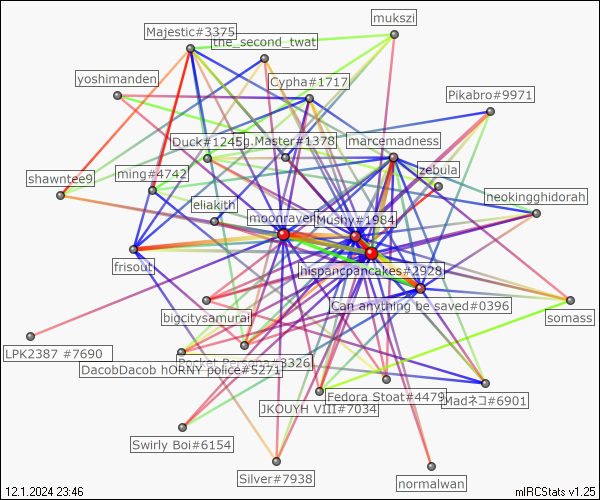 mukszi
Majestic#3375
the_second_twat
yoshimanden
Cypha#1717
Pikabro#9971
Duck#1245
g.Master#1378
marcemadness
shawntee9
ming#4742
zebula
eliakith
neokingghidorah
moonraven
Mushy#1984
frisout
hispancpancakes#2928
bigcitysamurai
Can anything be saved#0396
somass
LPK2387 #7690
Pocket Persona#3326
DacobDacob hORNY police#5271
Fedora Stoat#4479
JKOUYH VIII#7034
Madネコ#6901
Swirly Boi#6154
Silver#7938
normalwan
12.1.2024 23:46
mIRCStats v1.25